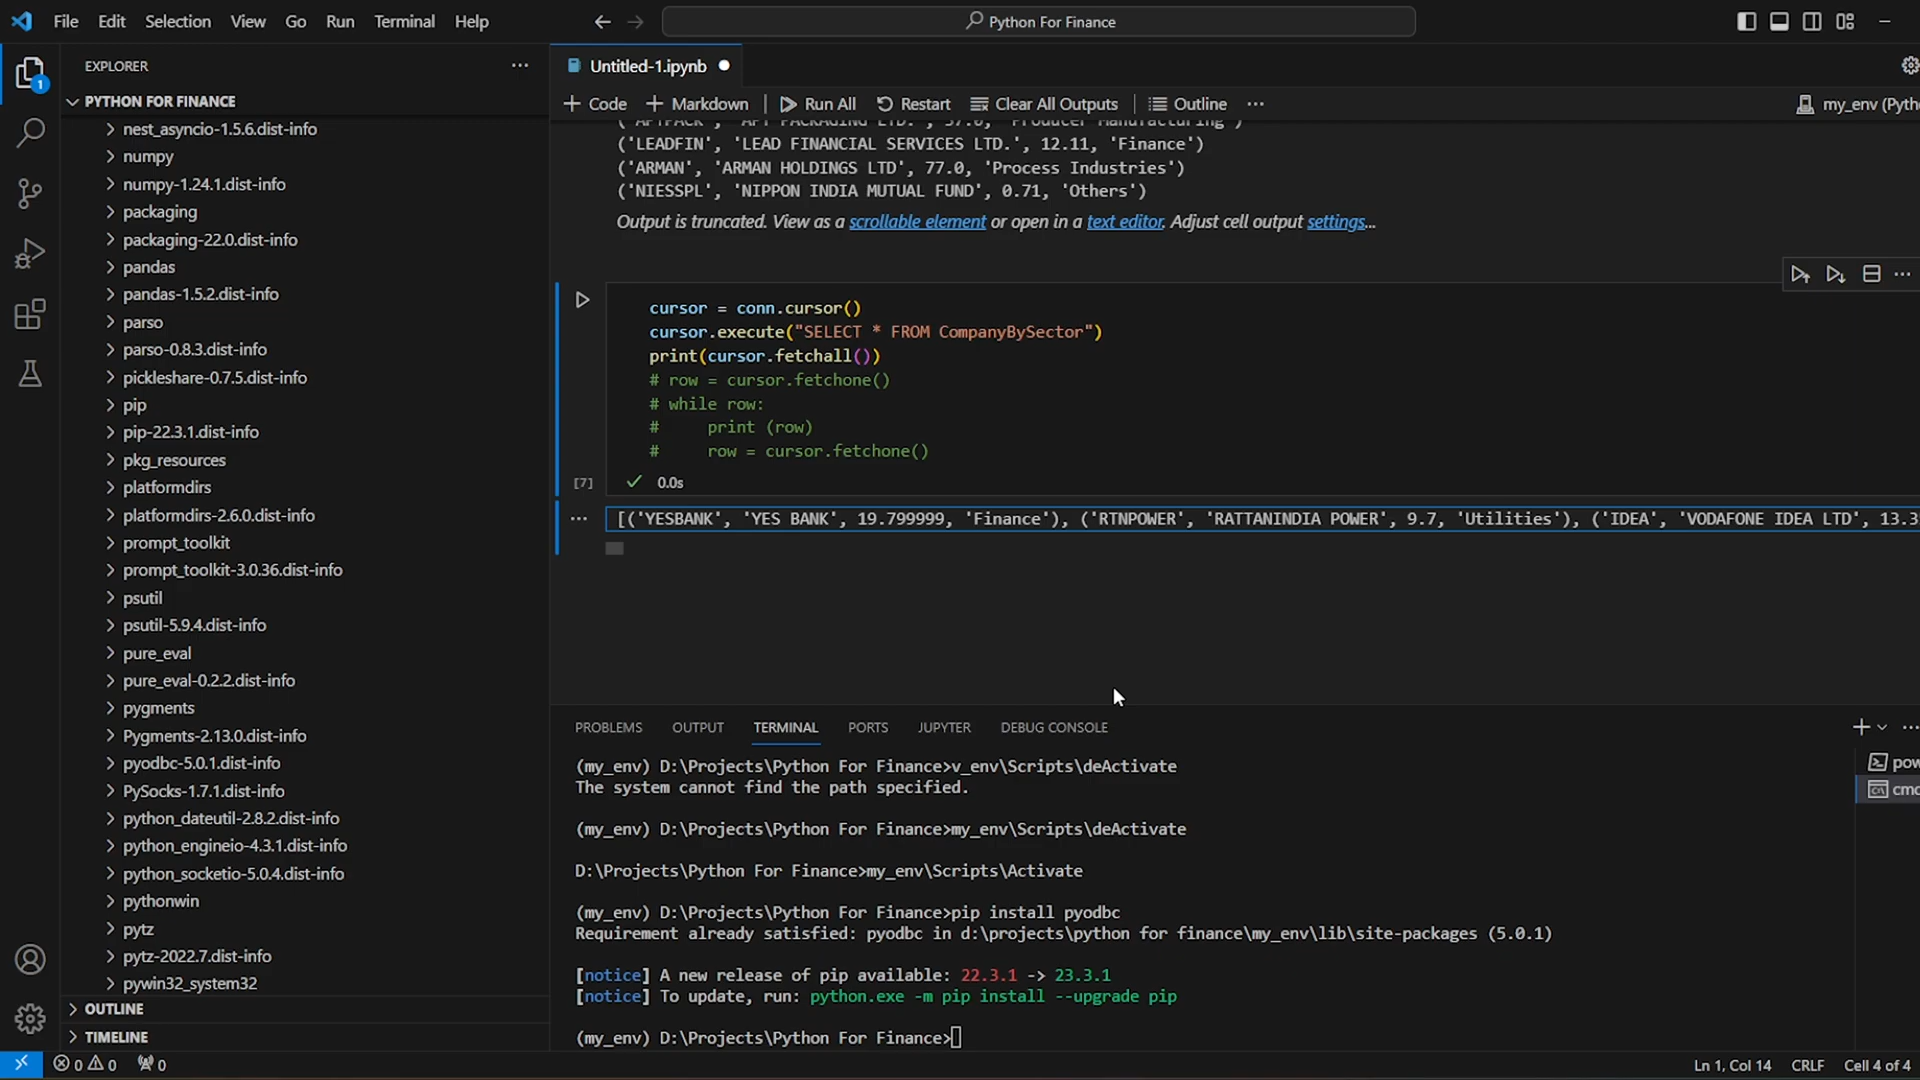 File Edit Selection View Go Run Terminal Help
Python For Finance
EXPLORER
PYTHON FOR FINANCE
nest_asyncio-1.5.6.dist-info
numpy
numpy-1.24.1.dist-info
packaging
packaging-22.0.dist-info
pandas
pandas-1.5.2.dist-info
parso
parso-0.8.3.dist-info
pickleshare-0.7.5.dist-info
pip
pip-22.3.1.dist-info
pkg_resources
platformdirs
platformdirs-2.6.0.dist-info
prompt_toolkit
prompt_toolkit-3.0.36.dist-info
psutil
psutil-5.9.4.dist-info
pure_eval
pure_eval-0.2.2.dist-info
pygments
Pygments-2.13.0.dist-info
pyodbc-5.0.1.dist-info
PySocks-1.7.1.dist-info
python_dateutil-2.8.2.dist-info
python_engineio-4.3.1.dist-info
python_socketio-5.0.4.dist-info
pythonwin
pytz
pytz-2022.7.dist-info
pywin32_system32
OUTLINE
TIMELINE
Untitled-1.ipynb
+ Code + Markdown | Run All Restart Clear All Outputs | Outline ...
my_env (Pyth
('LEADFIN', 'LEAD FINANCIAL SERVICES LTD.', 12.11, 'Finance')
('ARMAN', 'ARMAN HOLDINGS LTD', 77.0, 'Process Industries')
('NIESSPL', 'NIPPON INDIA MUTUAL FUND', 0.71, 'Others')
Output is truncated. View as a scrollable element or open in a text editor. Adjust cell output settings...
cursor = conn.cursor()
cursor.execute("SELECT * FROM CompanyBySector")
print(cursor.fetchall())
# row = cursor.fetchone()
# while row:
#     print (row)
#     row = cursor.fetchone()
[7] 0.0s
[('YESBANK', 'YES BANK', 19.799999, 'Finance'), ('RTNPOWER', 'RATTANINDIA POWER', 9.7, 'Utilities'), ('IDEA', 'VODAFONE IDEA LTD', 13.3
PROBLEMS OUTPUT TERMINAL PORTS JUPYTER DEBUG CONSOLE
(my_env) D:\Projects\Python For Finance>v_env\Scripts\deActivate
The system cannot find the path specified.
(my_env) D:\Projects\Python For Finance>my_env\Scripts\deActivate
D:\Projects\Python For Finance>my_env\Scripts\Activate
(my_env) D:\Projects\Python For Finance>pip install pyodbc
Requirement already satisfied: pyodbc in d:\projects\python for finance\my_env\lib\site-packages (5.0.1)
[notice] A new release of pip available: 22.3.1 -> 23.3.1
[notice] To update, run: python.exe -m pip install --upgrade pip
(my_env) D:\Projects\Python For Finance>
pow
cmd
0 0 0
Ln 1, Col 14 CRLF Cell 4 of 4